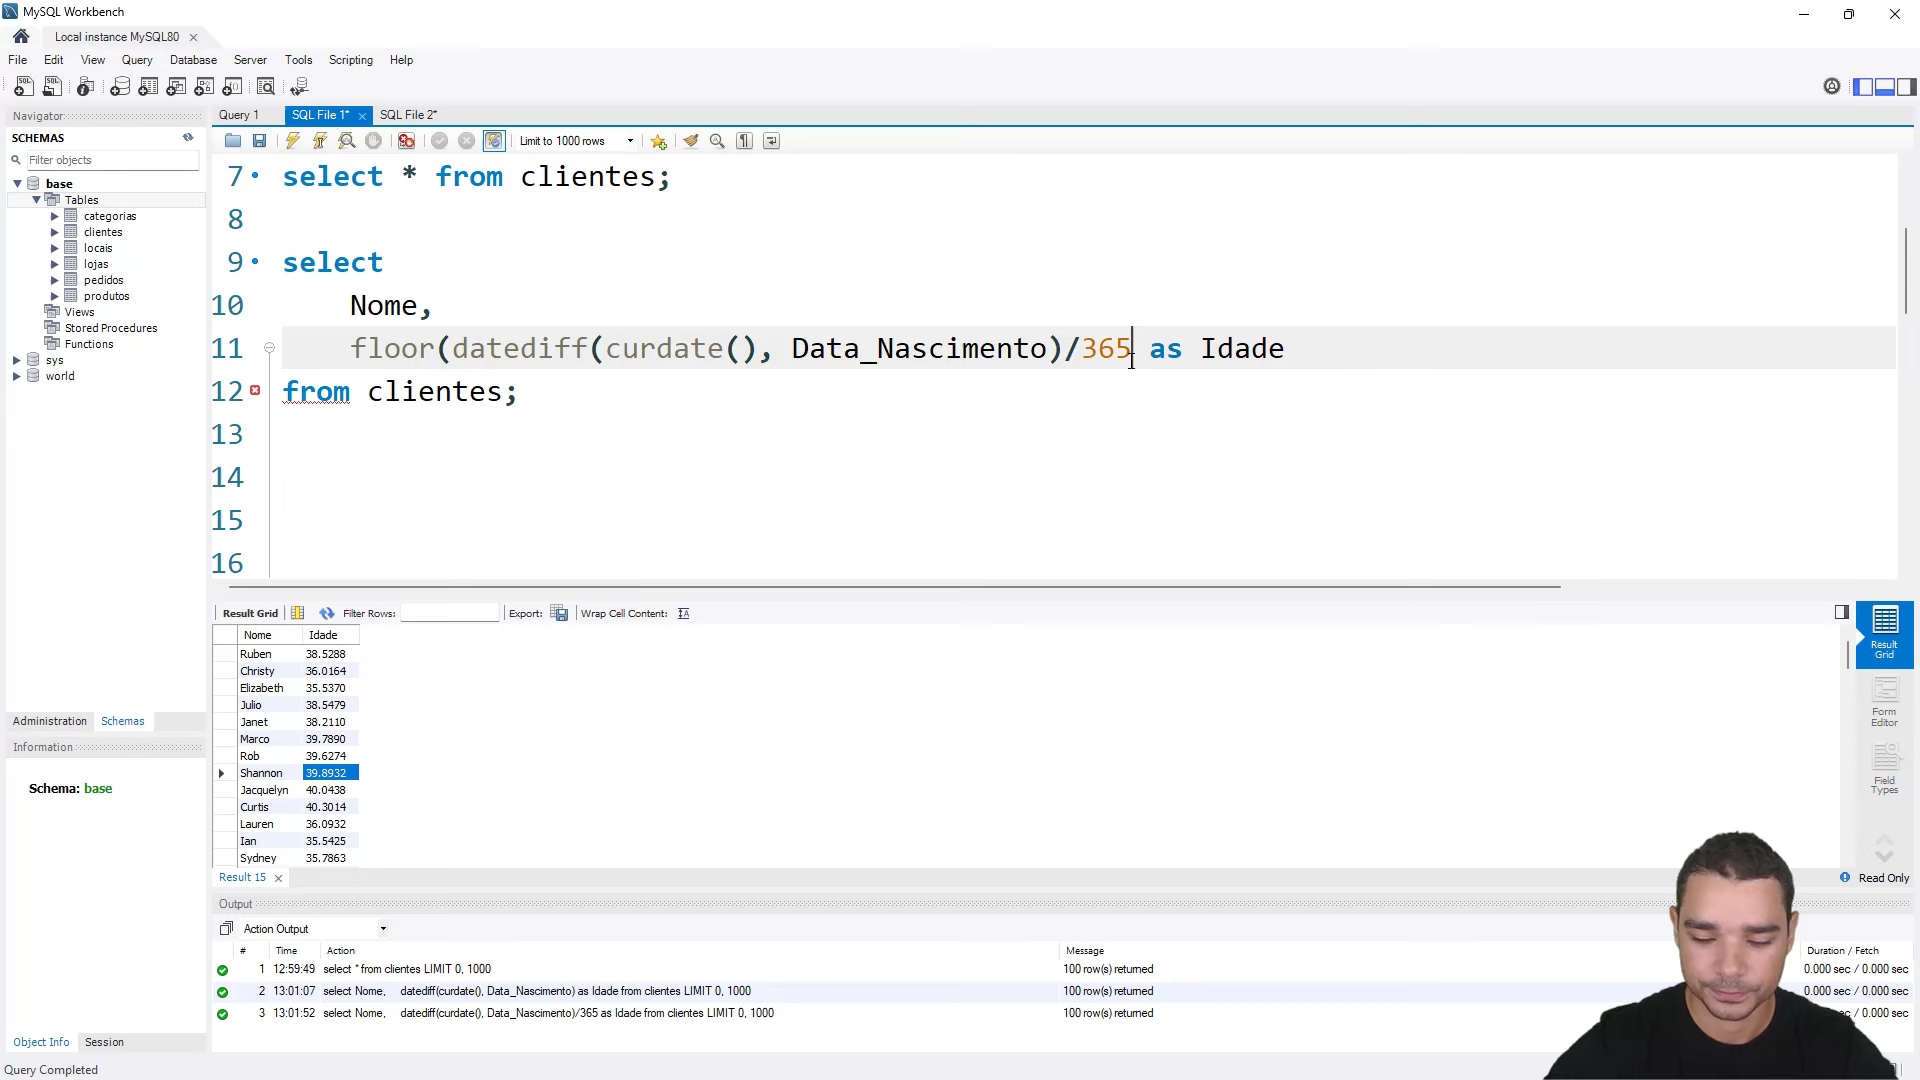 MySQL Workbench
Local instance MySQL80
File Edit View Query Database Server Tools Scripting Help
Navigator
SCHEMAS
Filter objects
base
Tables
categorias
clientes
locais
lojas
pedidos
produtos
Views
Stored Procedures
Functions
sys
world
Administration Schemas
Information
Schema: base
Object Info Session
Query Completed
Query 1 SQL File 1* SQL File 2*
Limit to 1000 rows
7 select * from clientes;
8
9 select
10 Nome,
11 floor(datediff(curdate(), Data_Nascimento)/365 as Idade
12 from clientes;
13
14
15
16
Result Grid Filter Rows: Export: Wrap Cell Content:
Nome Idade
Ruben 38.5288
Christy 36.0164
Elizabeth 35.5370
Julio 38.5479
Janet 38.2110
Marco 39.7890
Rob 39.6274
Shannon 39.8932
Jacquelyn 40.0438
Curtis 40.3014
Lauren 36.0932
Ian 35.5425
Sydney 35.7863
Result Grid
Form Editor
Field Types
Result 15
Read Only
Output
Action Output
# Time Action Message Duration / Fetch
1 12:59:49 select * from clientes LIMIT 0, 1000 100 row(s) returned 0.000 sec / 0.000 sec
2 13:01:07 select Nome, datediff(curdate(), Data_Nascimento) as Idade from clientes LIMIT 0, 1000 100 row(s) returned 0.000 sec / 0.000 sec
3 13:01:52 select Nome, datediff(curdate(), Data_Nascimento)/365 as Idade from clientes LIMIT 0, 1000 100 row(s) returned 0.000 sec / 0.000 sec